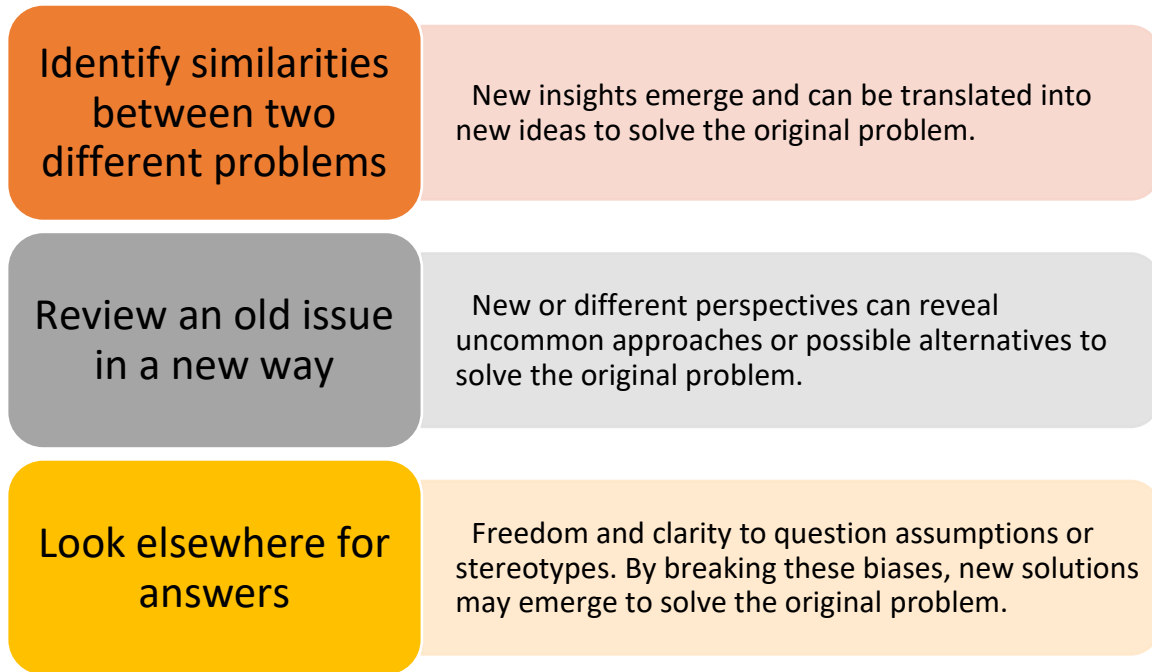 Identify similarities
between two
different problems
New insights emerge and can be translated into
new ideas to solve the original problem.
Review an old issue
in a new way
New or different perspectives can reveal
uncommon approaches or possible alternatives to
solve the original problem.
Look elsewhere for
answers
Freedom and clarity to question assumptions or
stereotypes. By breaking these biases, new solutions
may emerge to solve the original problem.